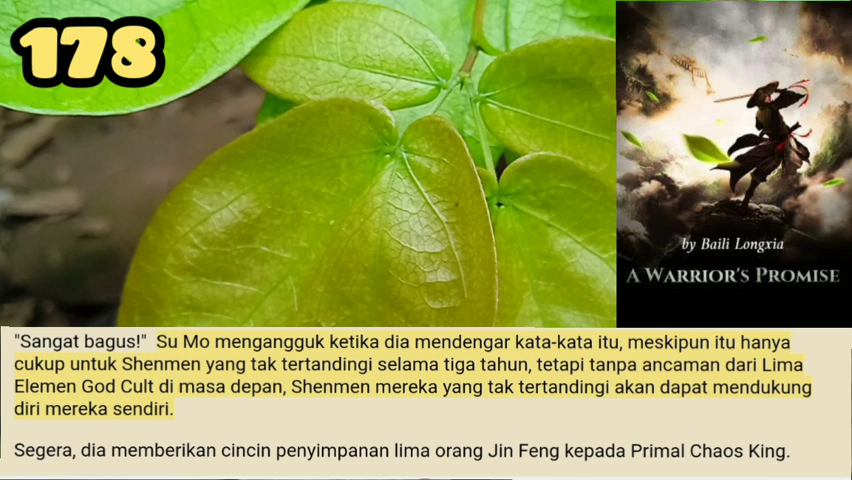 178
by Baili Longxia
A WARRIOR'S PROMISE
"Sangat bagus!" Su Mo mengangguk ketika dia mendengar kata-kata itu, meskipun itu hanya
cukup untuk Shenmen yang tak tertandingi selama tiga tahun, tetapi tanpa ancaman dari Lima
Elemen God Cult di masa depan, Shenmen mereka yang tak tertandingi akan dapat mendukung
diri mereka sendiri.
Segera, dia memberikan cincin penyimpanan lima orang Jin Feng kepada Primal Chaos King.